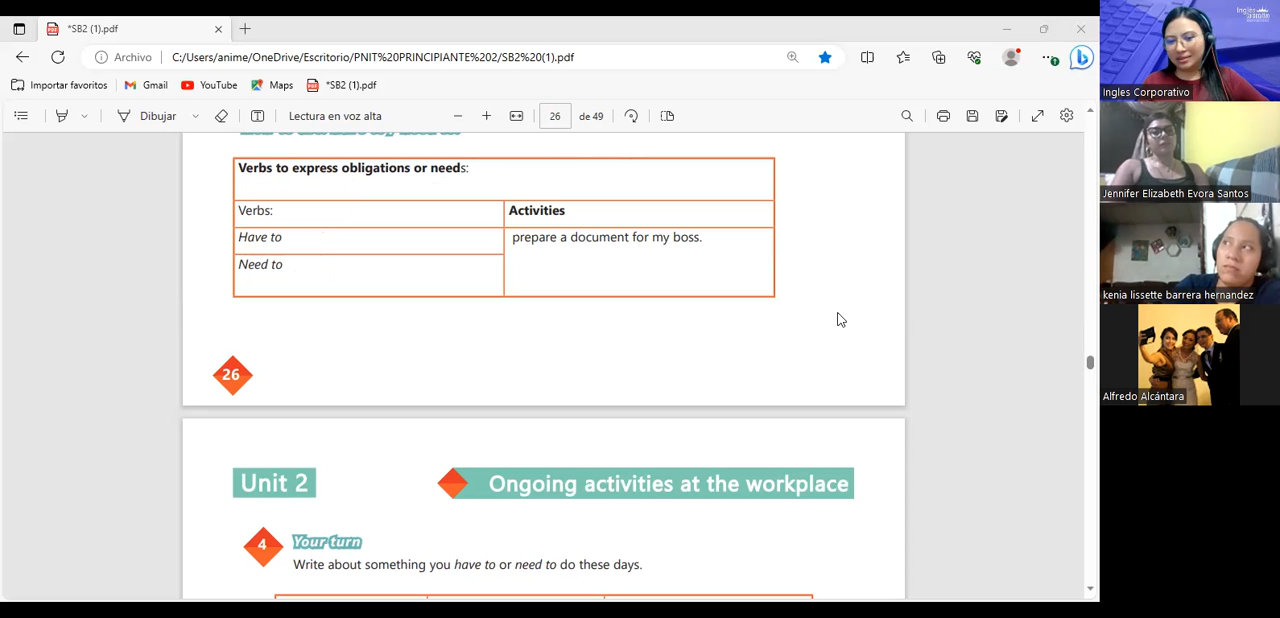 *SB2 (1).pdf
Archivo
C:/Users/anime/OneDrive/Escritorio/PNIT%20PRINCIPIANTE%202/SB2%20(1).pdf
Importar favoritos
Gmail
YouTube
Maps
*SB2 (1).pdf
Dibujar
Lectura en voz alta
26
de 49
Verbs to express obligations or needs:
Verbs:
Activities
Have to
prepare a document for my boss.
Need to
26
Unit 2
Ongoing activities at the workplace
4
Your turn
Write about something you have to or need to do these days.
Ingles Corporativo
Jennifer Elizabeth Evora Santos
kenia lissette barrera hernandez
Alfredo Alcántara